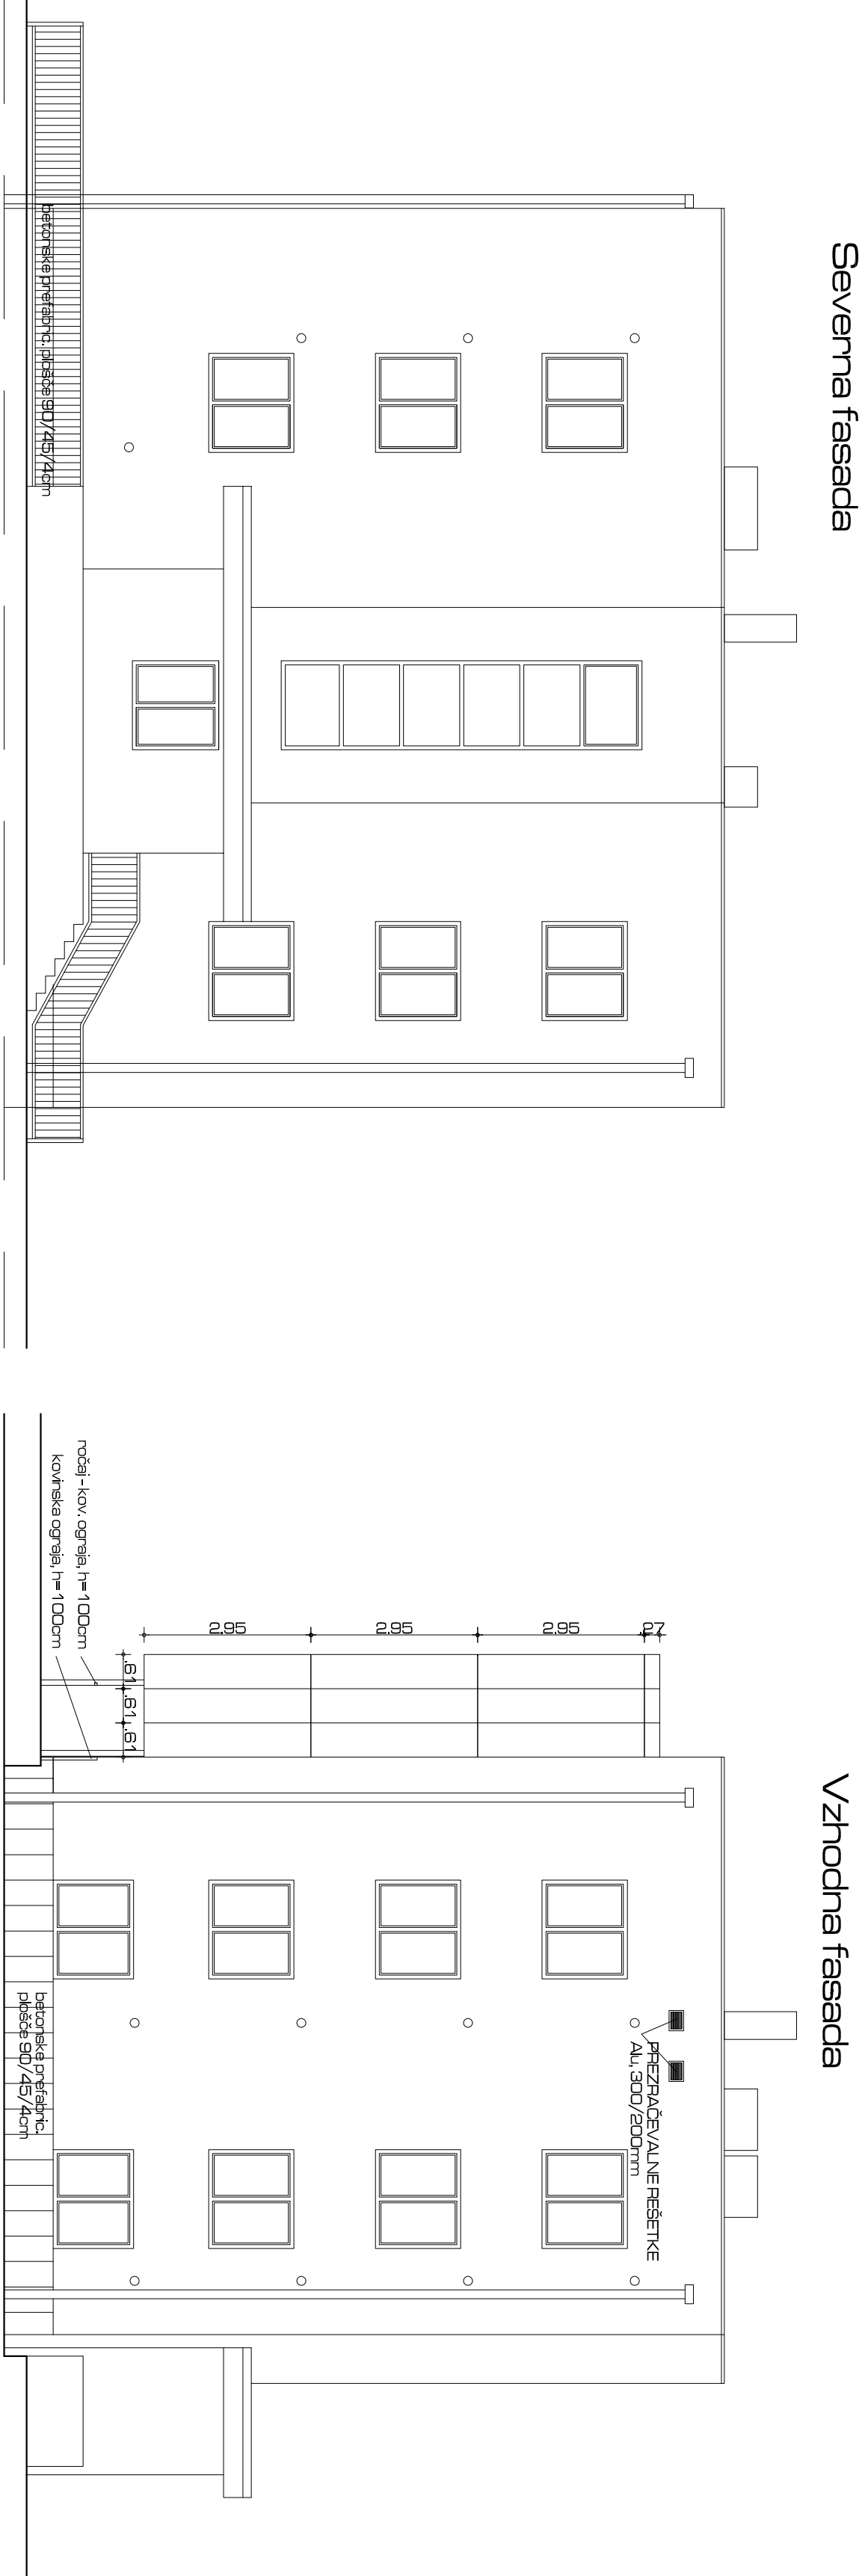 Severna fasada
betonske prefabric. plošče 90/45/4cm
Vzhodna fasada
PREZRAČEVALNE REŠETKE
Alu, 300/200mm
.27
2.95
2.95
2.95
.61
.61
.61
ročaj - kov. ograja, h=100cm
kovinska ograja, h=100cm
betonske prefabric.
plošče 90/45/4cm